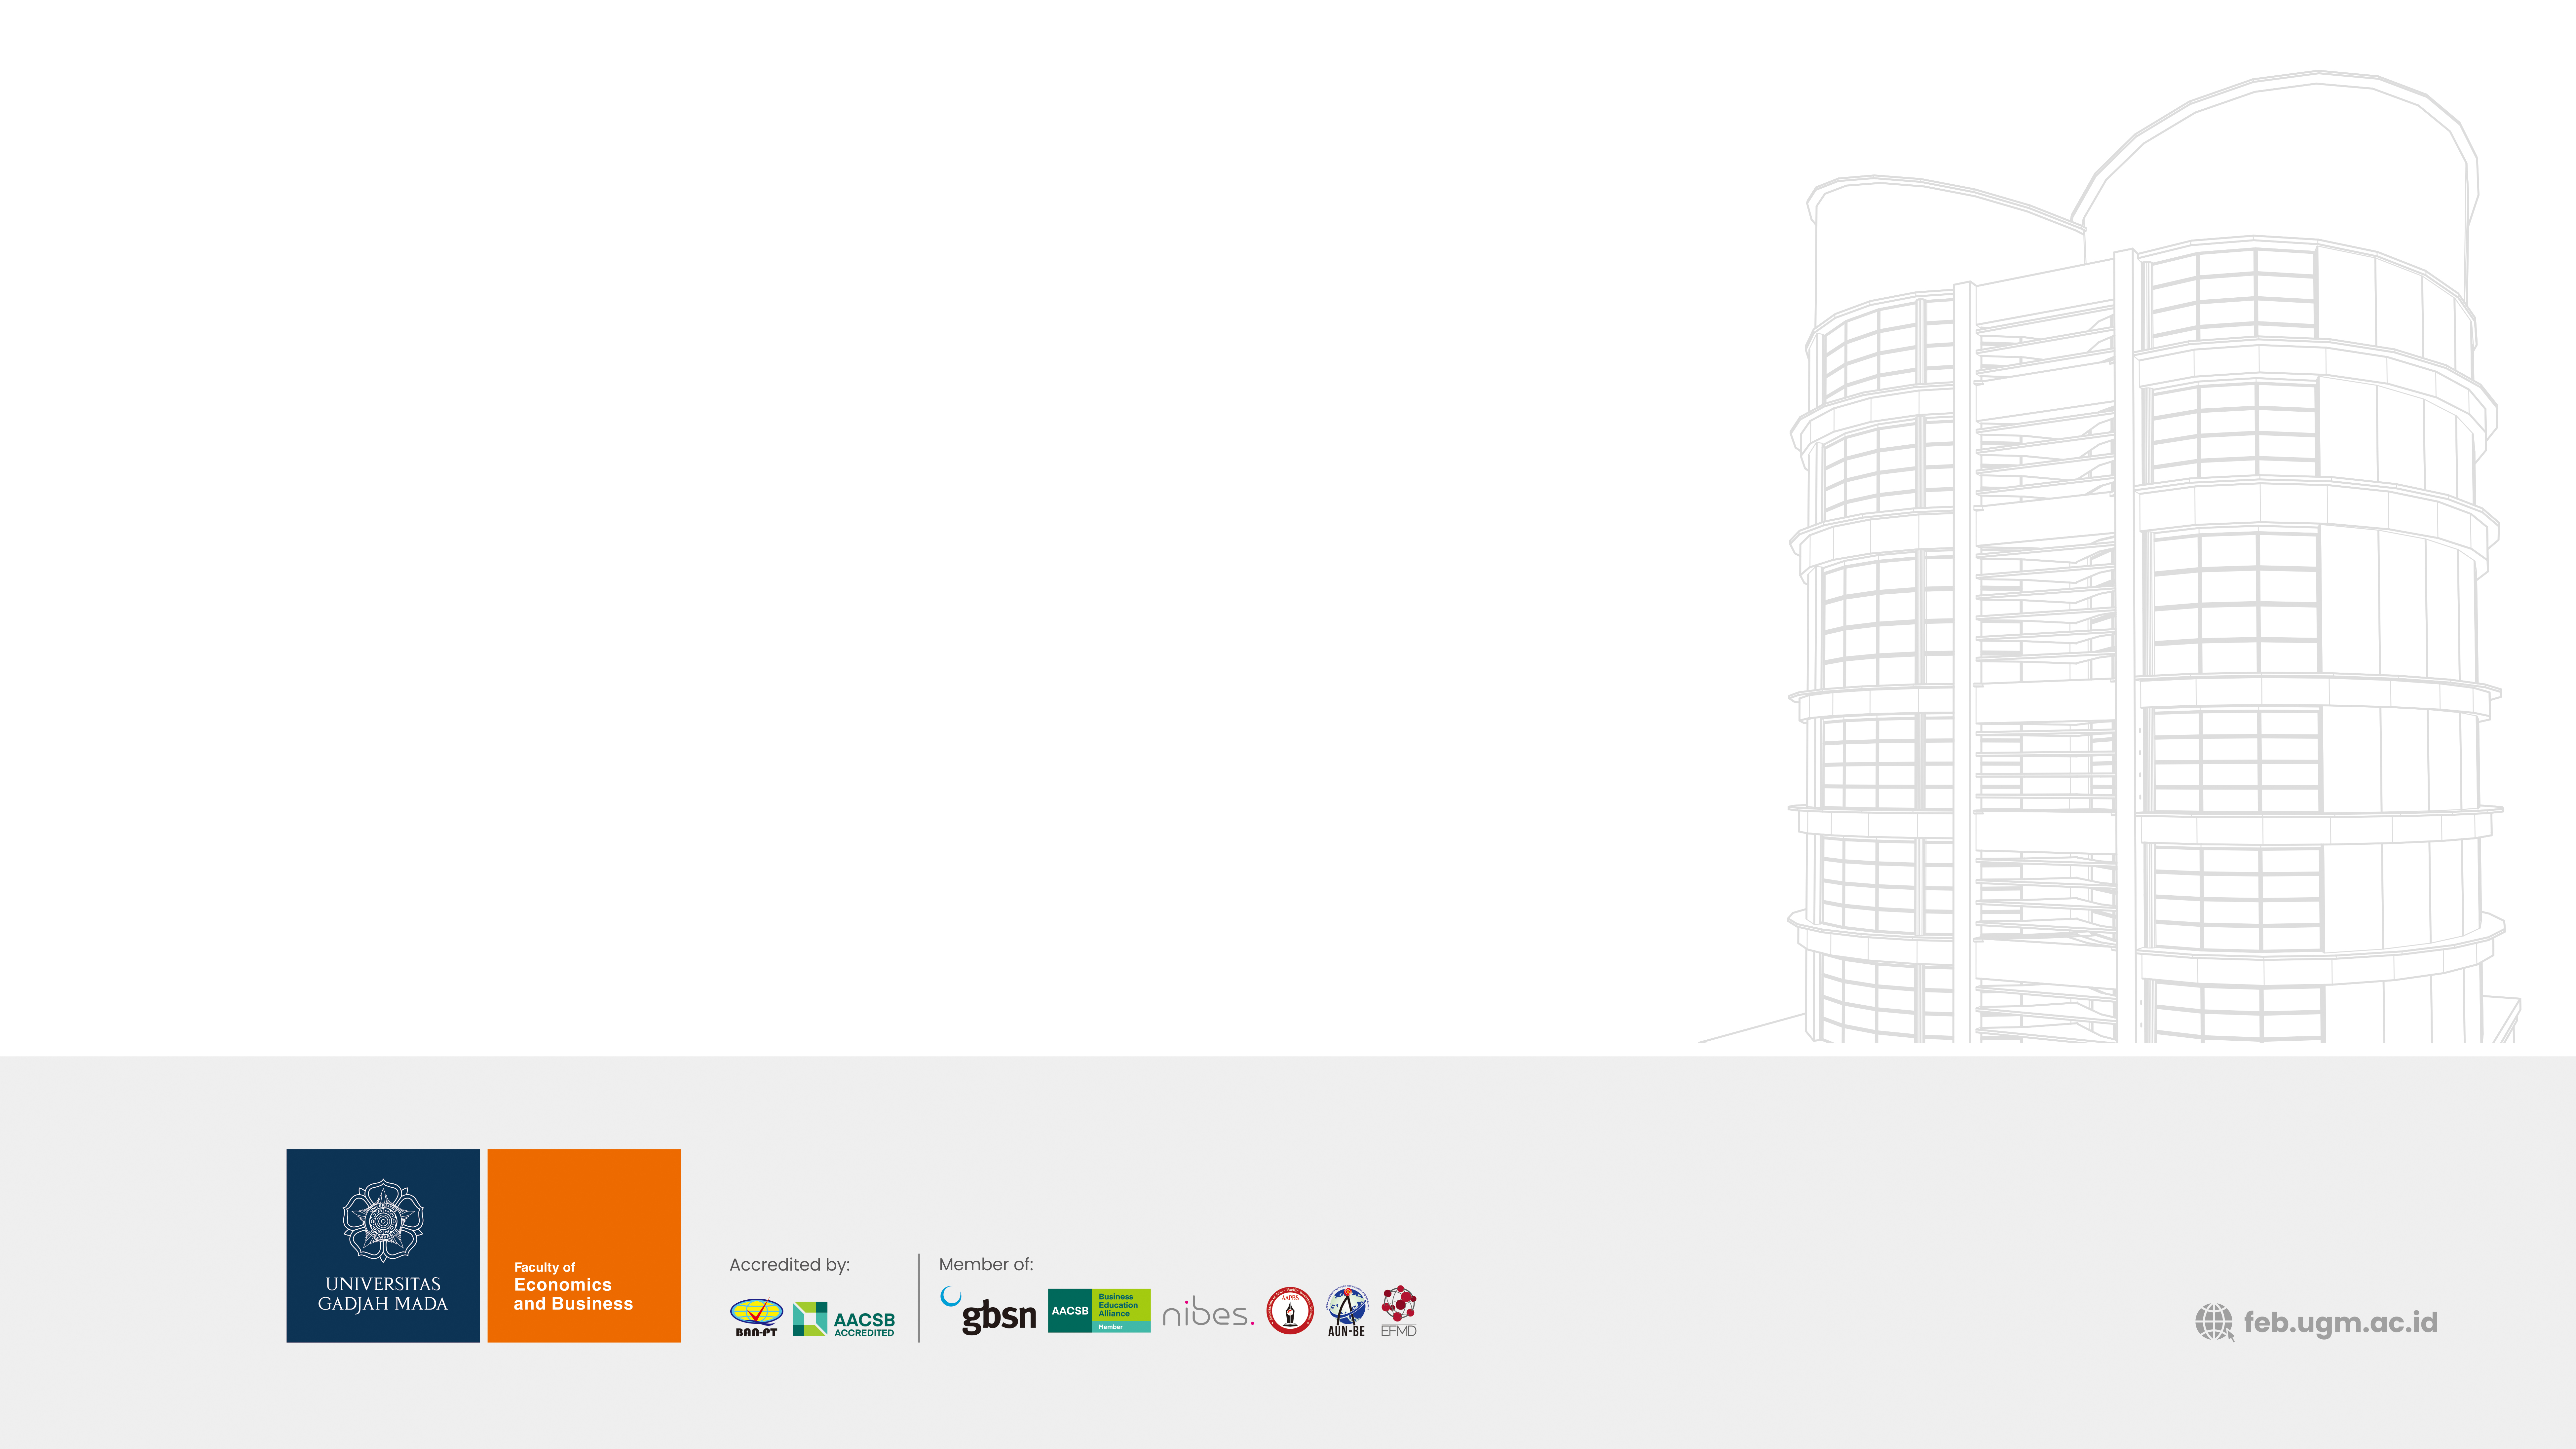 UNIVERSITAS
GADJAH MADA
Faculty of
Economics
and Business
Accredited by:
BAN-PT
AACSB
ACCREDITED
Member of:
gbsn
AACSB
Business
Education
Alliance
Member
nibes.
AAPBS
AUN-BE
EFMD
feb.ugm.ac.id